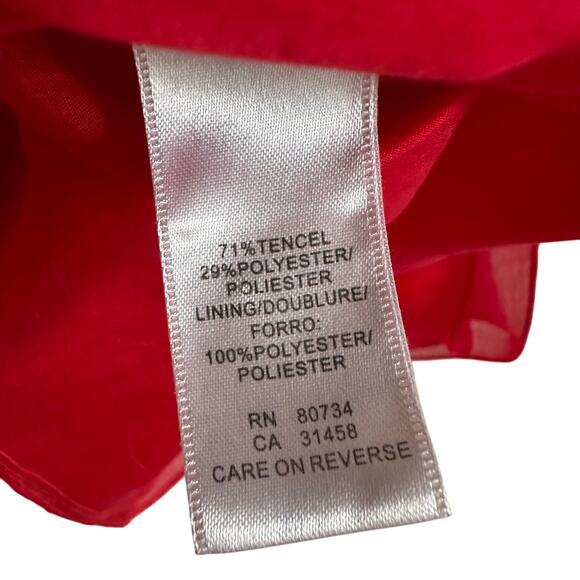 71%TENCEL
29%POLYESTER/
POLIESTER
LINING/DOUBLURE/
FORRO:
100%POLYESTER/
POLIESTER
RN 80734
CA 31458
CARE ON REVERSE